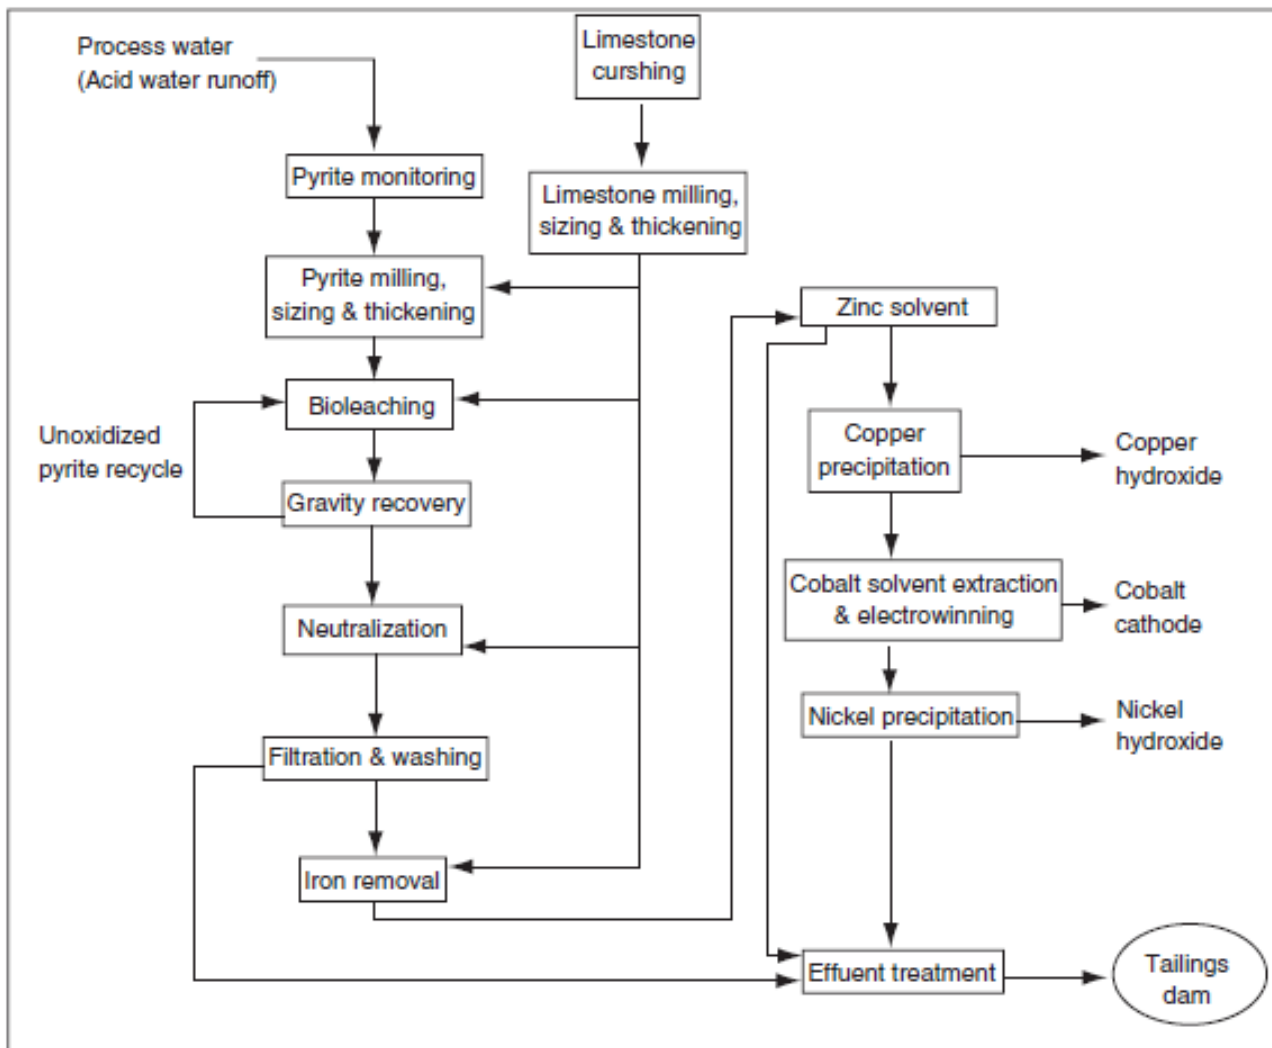 Process water
(Acid water runoff)
Limestone
curshing
Pyrite monitoring
Limestone milling,
sizing & thickening
Pyrite milling,
sizing & thickening
Zinc solvent
Bioleaching
Unoxidized
pyrite recycle
Copper
precipitation
Copper
hydroxide
Gravity recovery
Cobalt solvent extraction
& electrowinning
Cobalt
cathode
Neutralization
Nickel precipitation
Nickel
hydroxide
Filtration & washing
Iron removal
Effuent treatment
Tailings
dam